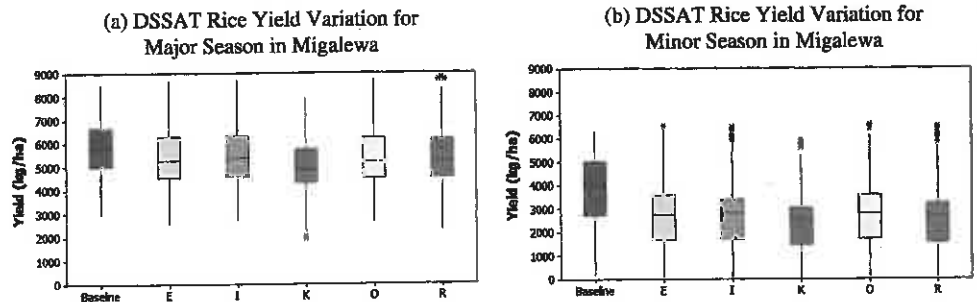 (a) DSSAT Rice Yield Variation for
Major Season in Migalewa
9000
8000
7000
6000
5000
4000
3000
2000
1000
0
Yield (kg/ha)
Baseline E I K O R
(b) DSSAT Rice Yield Variation for
Minor Season in Migalewa
9000
8000
7000
6000
5000
4000
3000
2000
1000
0
Yield (kg/ha)
Baseline E I K O R